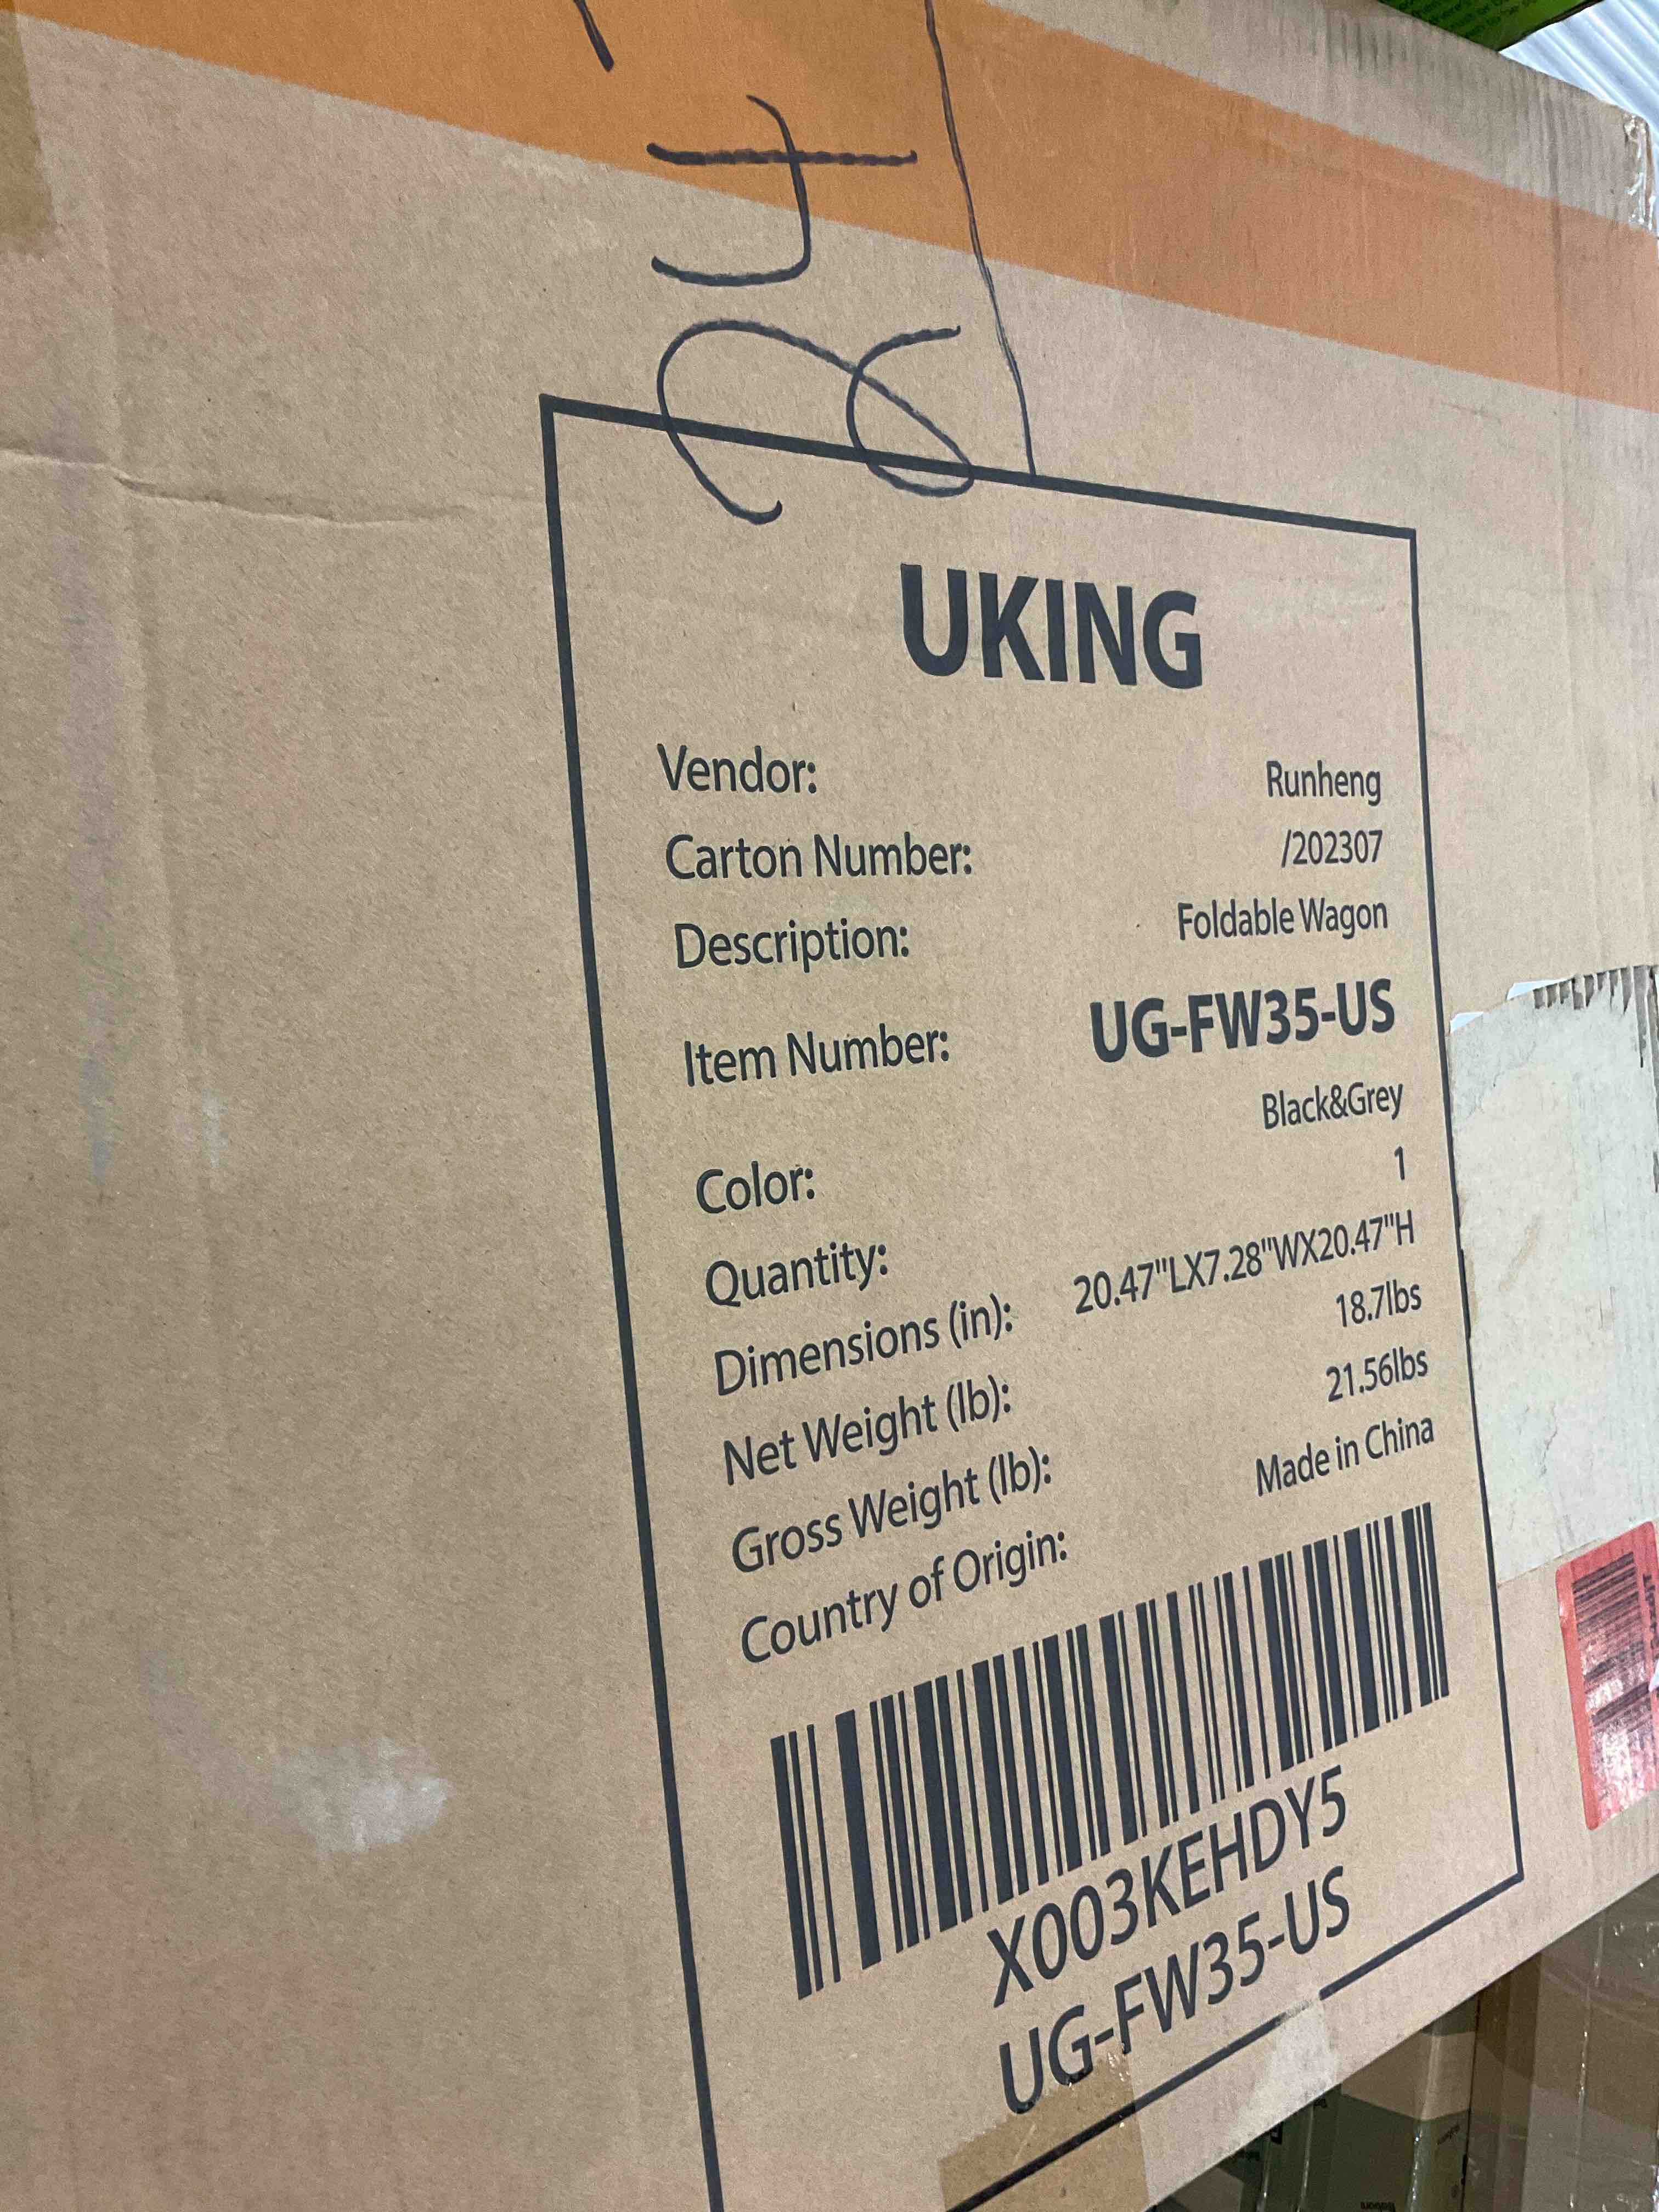 UKING
Vendor: Runheng
Carton Number: /202307
Description: Foldable Wagon
Item Number: UG-FW35-US
Color: Black&Grey
Quantity: 1
Dimensions (in): 20.47"LX7.28"WX20.47"H
Net Weight (lb): 18.7lbs
Gross Weight (lb): 21.56lbs
Country of Origin: Made in China
X003KEHDY5
UG-FW35-US